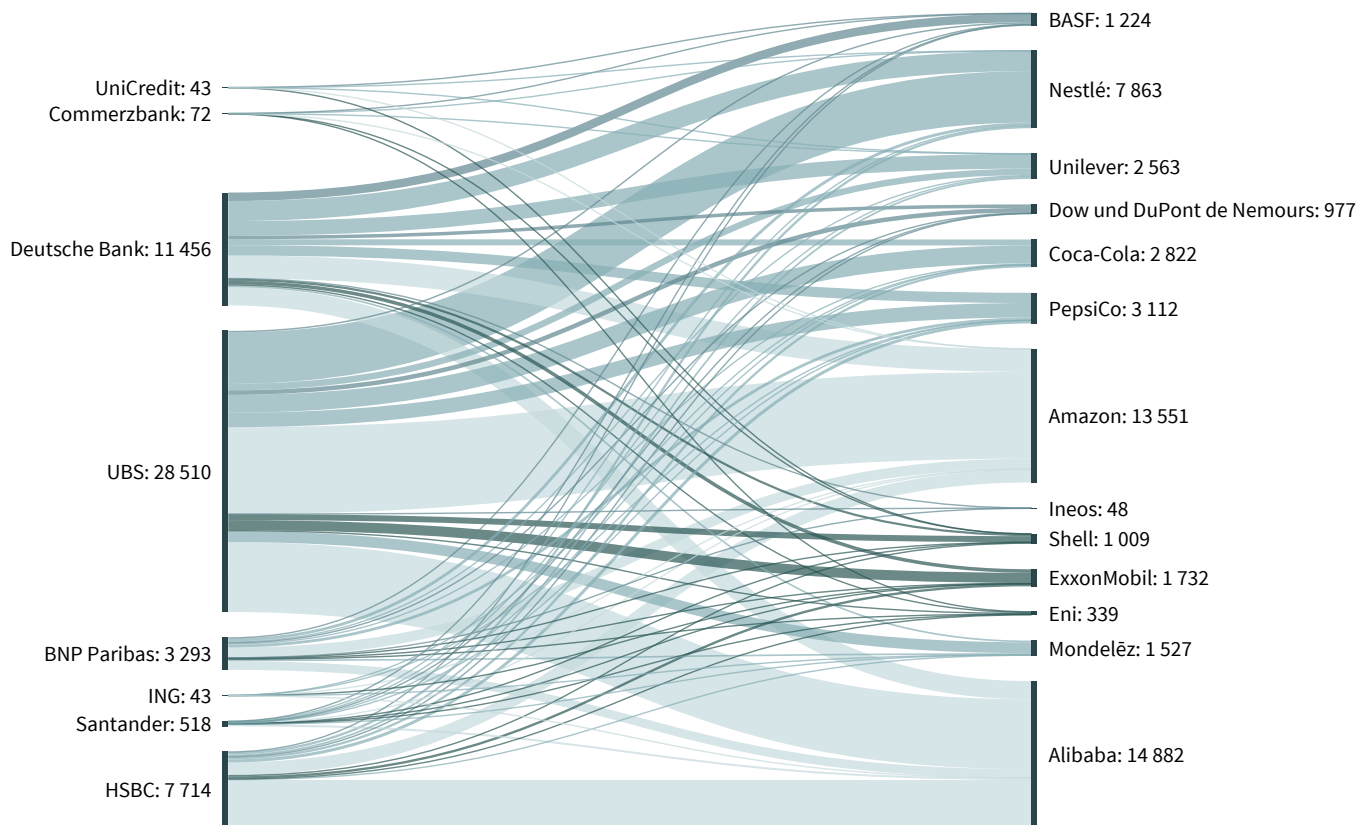 UniCredit: 43
Commerzbank: 72
Deutsche Bank: 11 456
UBS: 28 510
BNP Paribas: 3 293
ING: 43
Santander: 518
HSBC: 7 714
BASF: 1 224
Nestlé: 7 863
Unilever: 2 563
Dow und DuPont de Nemours: 977
Coca-Cola: 2 822
PepsiCo: 3 112
Amazon: 13 551
Ineos: 48
Shell: 1 009
ExxonMobil: 1 732
Eni: 339
Mondelēz: 1 527
Alibaba: 14 882